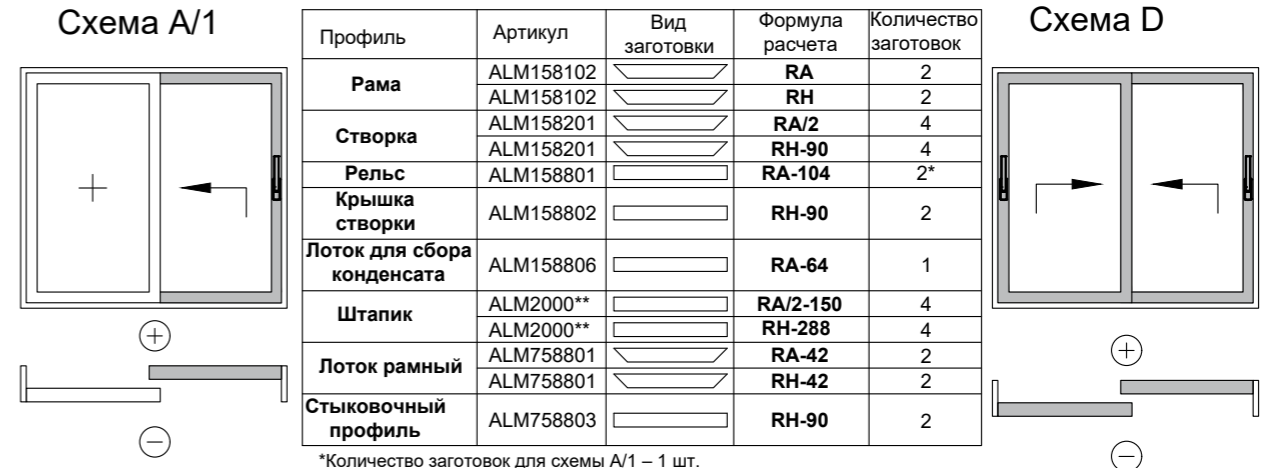 Схема А/1
Схема D
Профиль Артикул Вид заготовки Формула расчета Количество заготовок
Рама ALM158102 RA 2
ALM158102 RH 2
Створка ALM158201 RA/2 4
ALM158201 RH-90 4
Рельс ALM158801 RA-104 2*
Крышка створки ALM158802 RH-90 2
Лоток для сбора конденсата ALM158806 RA-64 1
Штапик ALM2000** RA/2-150 4
ALM2000** RH-288 4
Лоток рамный ALM758801 RA-42 2
ALM758801 RH-42 2
Стыковочный профиль ALM758803 RH-90 2
*Количество заготовок для схемы А/1 – 1 шт.